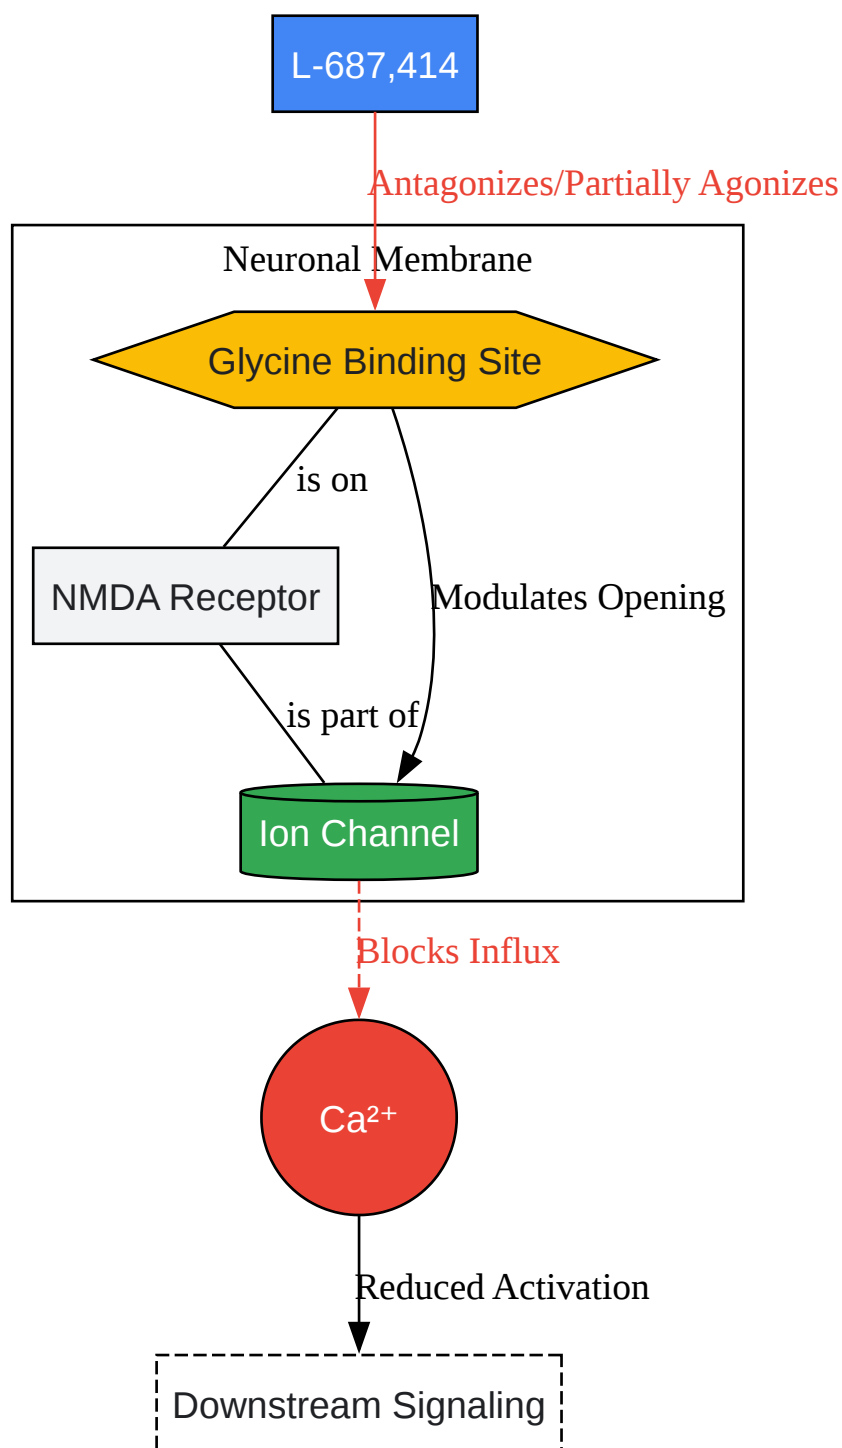 L-687,414
Antagonizes/Partially Agonizes
Neuronal Membrane
Glycine Binding Site
is on
NMDA Receptor
Modulates Opening
is part of
Ion Channel
Blocks Influx
Ca²⁺
Reduced Activation
Downstream Signaling